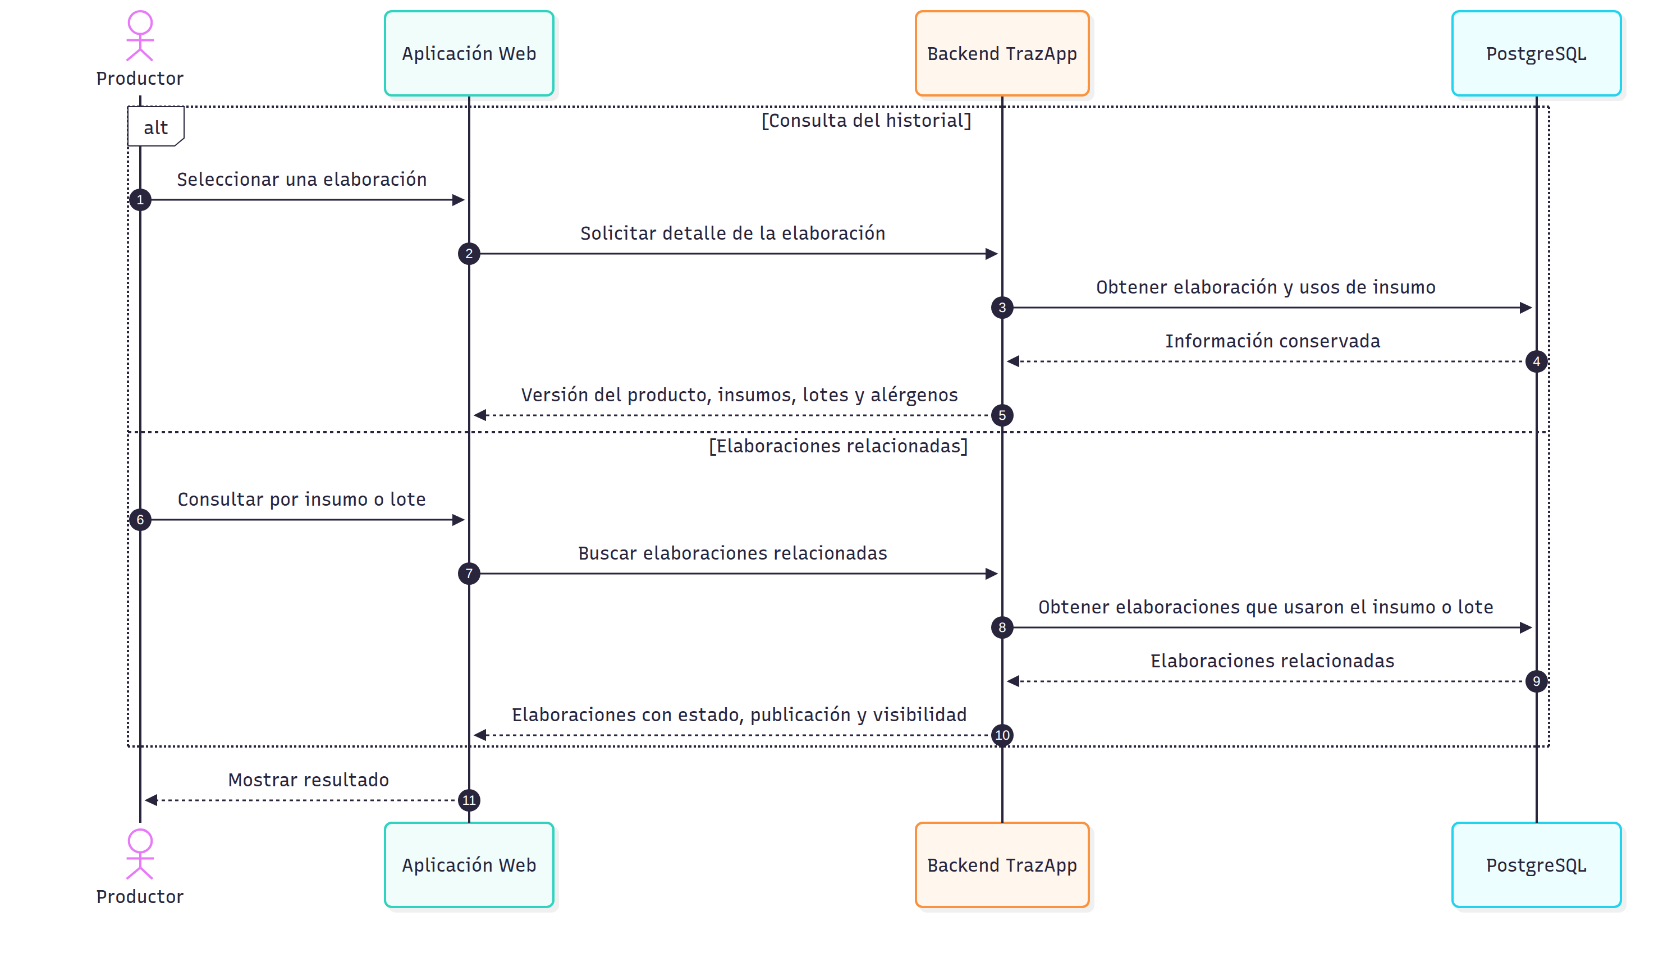 Productor
Aplicación Web
Backend TrazApp
PostgreSQL
alt
[Consulta del historial]
Seleccionar una elaboración
1
Solicitar detalle de la elaboración
2
Obtener elaboración y usos de insumo
3
Información conservada
4
Versión del producto, insumos, lotes y alérgenos
5
[Elaboraciones relacionadas]
Consultar por insumo o lote
6
Buscar elaboraciones relacionadas
7
Obtener elaboraciones que usaron el insumo o lote
8
Elaboraciones relacionadas
9
Elaboraciones con estado, publicación y visibilidad
10
Mostrar resultado
11
Productor
Aplicación Web
Backend TrazApp
PostgreSQL